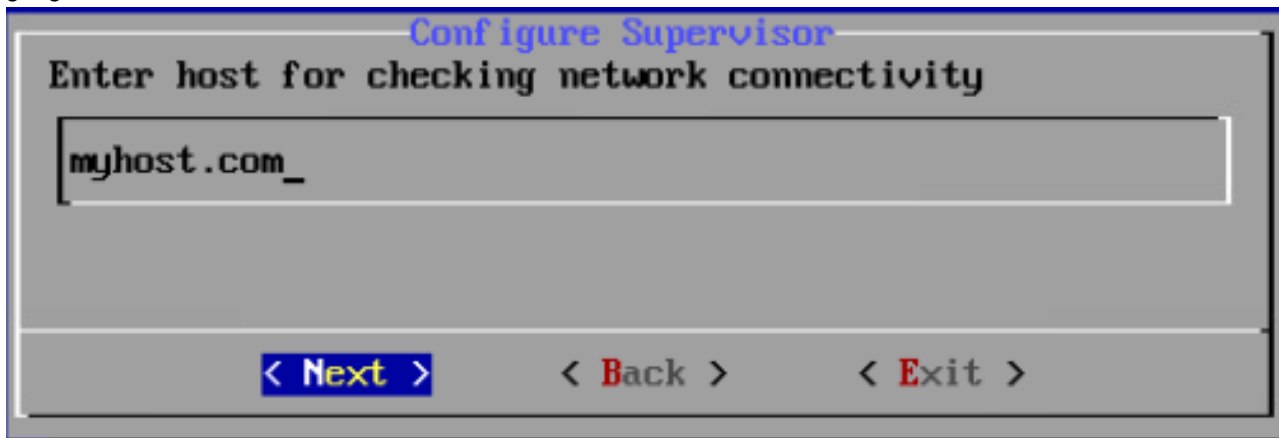 Configure Supervisor
Enter host for checking network connectivity
myhost.com_
< Next > < Back > < Exit >